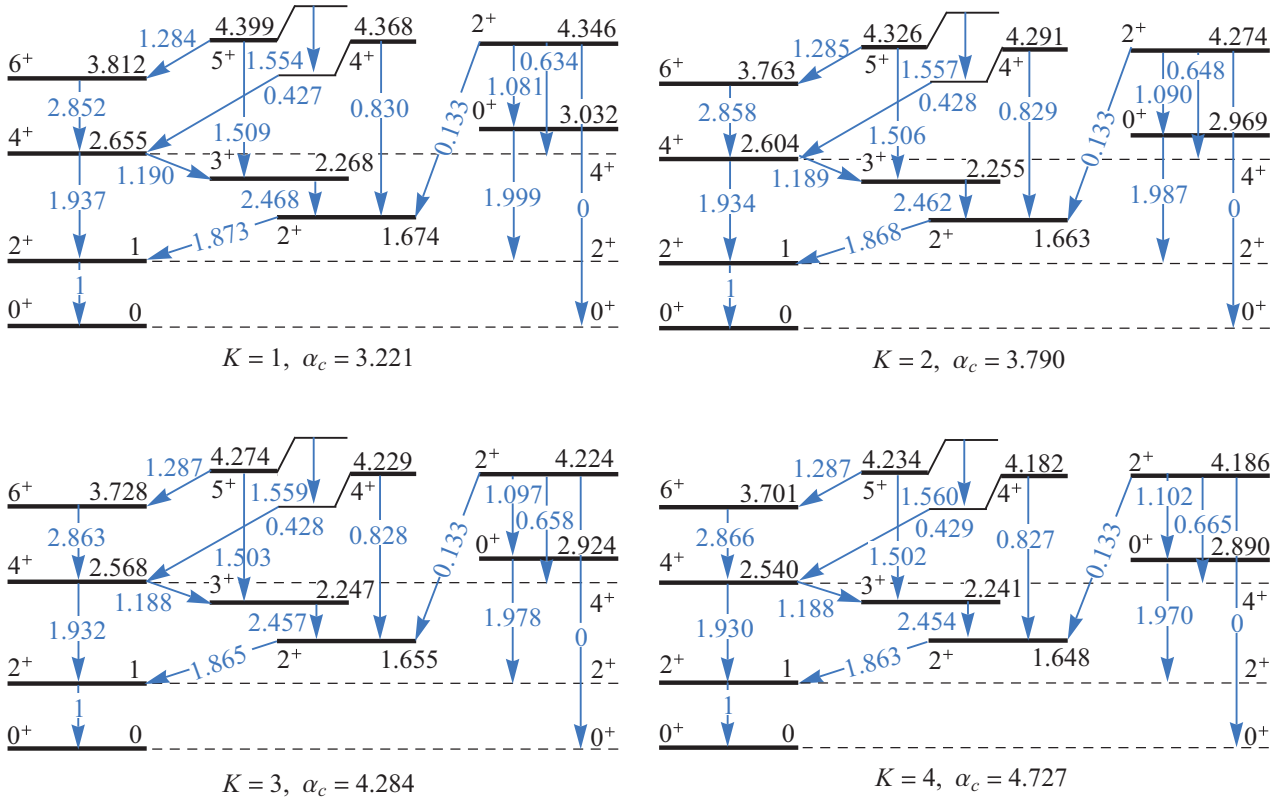 4.399 4.368 2⁺ 4.346
1.284 1.554 0.634
6⁺ 3.812 5⁺ 4⁺ 1.081
2.852 0.427 0.830 0.133 0⁺ 3.032
1.509
4⁺ 2.655 3⁺ 2.268 4⁺
1.190 2.468
1.937 1.999 0
1.873 2⁺ 1.674
2⁺ 1 2⁺
1
0⁺ 0 0⁺
K = 1, α_c = 3.221
4.326 4.291 2⁺ 4.274
1.285 1.557 0.648
6⁺ 3.763 5⁺ 4⁺ 1.090
2.858 0.428 0.829 0.133 0⁺ 2.969
1.506
4⁺ 2.604 3⁺ 2.255 4⁺
1.189 2.462
1.934 1.987 0
1.868 2⁺ 1.663
2⁺ 1 2⁺
1
0⁺ 0 0⁺
K = 2, α_c = 3.790
4.274 4.229 2⁺ 4.224
1.287 1.559 1.097
6⁺ 3.728 5⁺ 4⁺ 0.658
2.863 0.428 0.828 0.133 0⁺ 2.924
1.503
4⁺ 2.568 3⁺ 2.247 4⁺
1.188 2.457
1.932 1.978 0
1.865 2⁺ 1.655
2⁺ 1 2⁺
1
0⁺ 0 0⁺
K = 3, α_c = 4.284
4.234 4.182 2⁺ 4.186
1.287 1.560 1.102
6⁺ 3.701 5⁺ 4⁺ 0.665
2.866 0.429 0.827 0.133 0⁺ 2.890
1.502
4⁺ 2.540 3⁺ 2.241 4⁺
1.188 2.454
1.930 1.970 0
1.863 2⁺ 1.648
2⁺ 1 2⁺
1
0⁺ 0 0⁺
K = 4, α_c = 4.727